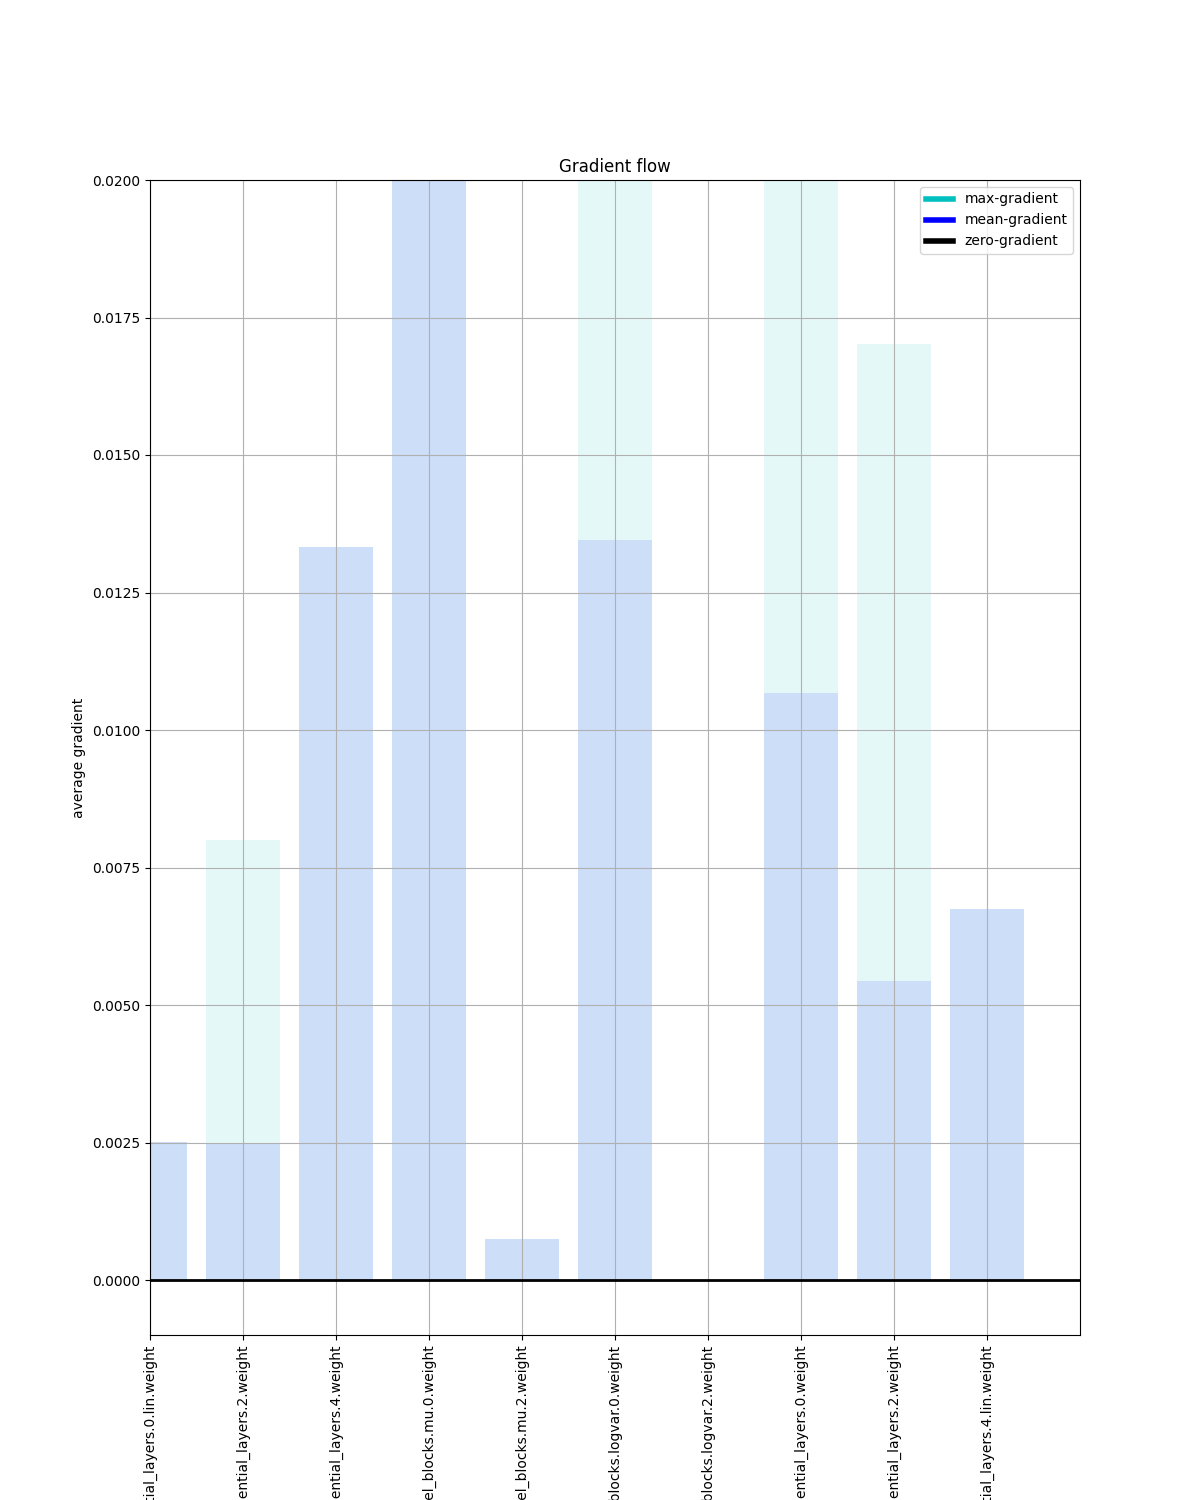 Gradient flow
0.0200
0.0175
0.0150
0.0125
0.0100
0.0075
0.0050
0.0025
0.0000
average gradient
max-gradient
mean-gradient
zero-gradient
tial_layers.0.lin.weight
ential_layers.2.weight
ential_layers.4.weight
el_blocks.mu.0.weight
el_blocks.mu.2.weight
blocks.logvar.0.weight
blocks.logvar.2.weight
ential_layers.0.weight
ential_layers.2.weight
tial_layers.4.lin.weight